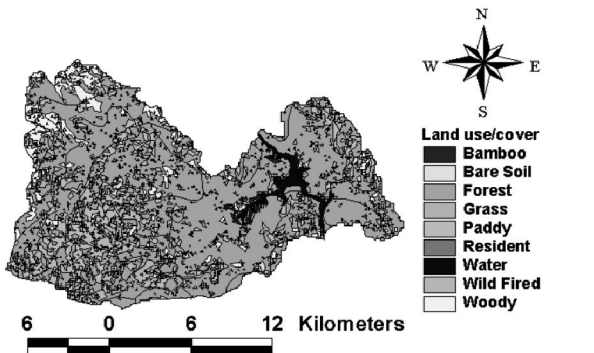 N
W E
S
Land use/cover
Bamboo
Bare Soil
Forest
Grass
Paddy
Resident
Water
Wild Fired
Woody
6 0 6 12 Kilometers